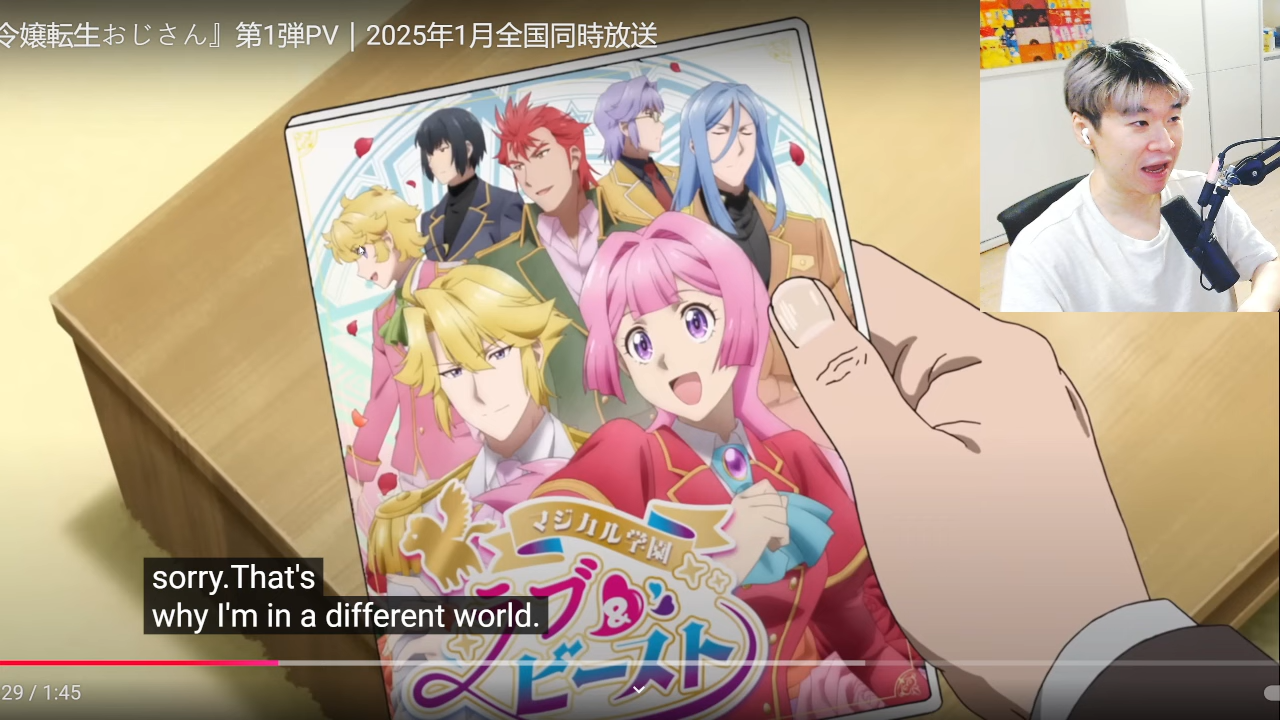 令嬢転生おじさん』第1弾PV｜2025年1月全国同時放送
マジカル学園
ラブ&
ビースト
sorry.That's
why I'm in a different world.
29 / 1:45